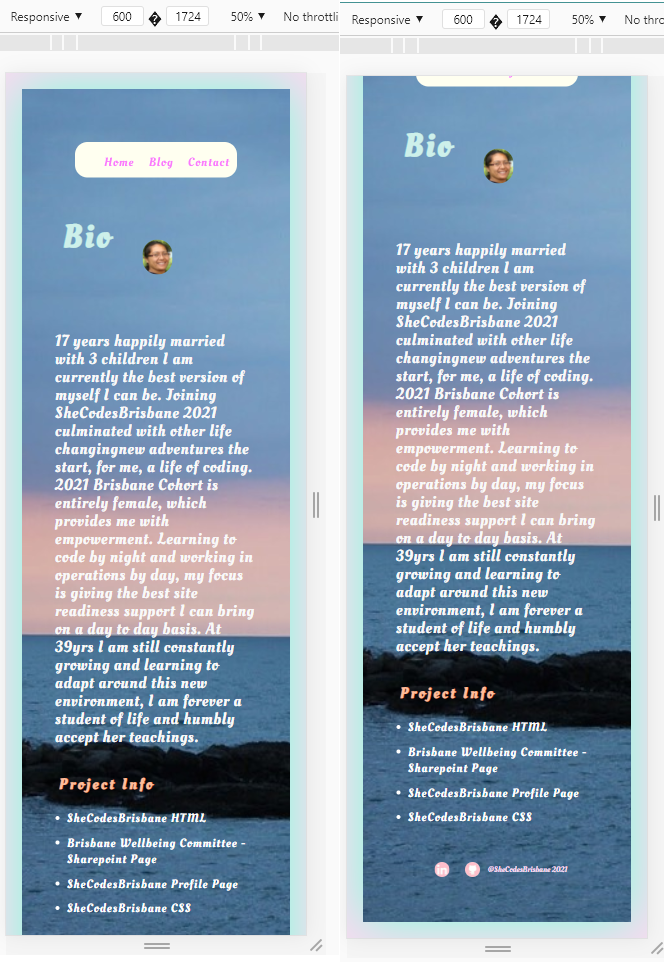 Responsive ▼ 600 � 1724 50% ▼ No throttli
Home Blog Contact
Bio
17 years happily married
with 3 children I am
currently the best version of
myself I can be. Joining
SheCodesBrisbane 2021
culminated with other life
changingnew adventures the
start, for me, a life of coding.
2021 Brisbane Cohort is
entirely female, which
provides me with
empowerment. Learning to
code by night and working in
operations by day, my focus
is giving the best site
readiness support I can bring
on a day to day basis. At
39yrs I am still constantly
growing and learning to
adapt around this new
environment, I am forever a
student of life and humbly
accept her teachings.
Project Info
• SheCodesBrisbane HTML
• Brisbane Wellbeing Committee -
Sharepoint Page
• SheCodesBrisbane Profile Page
• SheCodesBrisbane CSS
Responsive ▼ 600 � 1724 50% ▼ No thro
Bio
17 years happily married
with 3 children I am
currently the best version of
myself I can be. Joining
SheCodesBrisbane 2021
culminated with other life
changingnew adventures the
start, for me, a life of coding.
2021 Brisbane Cohort is
entirely female, which
provides me with
empowerment. Learning to
code by night and working in
operations by day, my focus
is giving the best site
readiness support I can bring
on a day to day basis. At
39yrs I am still constantly
growing and learning to
adapt around this new
environment, I am forever a
student of life and humbly
accept her teachings.
Project Info
• SheCodesBrisbane HTML
• Brisbane Wellbeing Committee -
Sharepoint Page
• SheCodesBrisbane Profile Page
• SheCodesBrisbane CSS
in @SheCodesBrisbane 2021